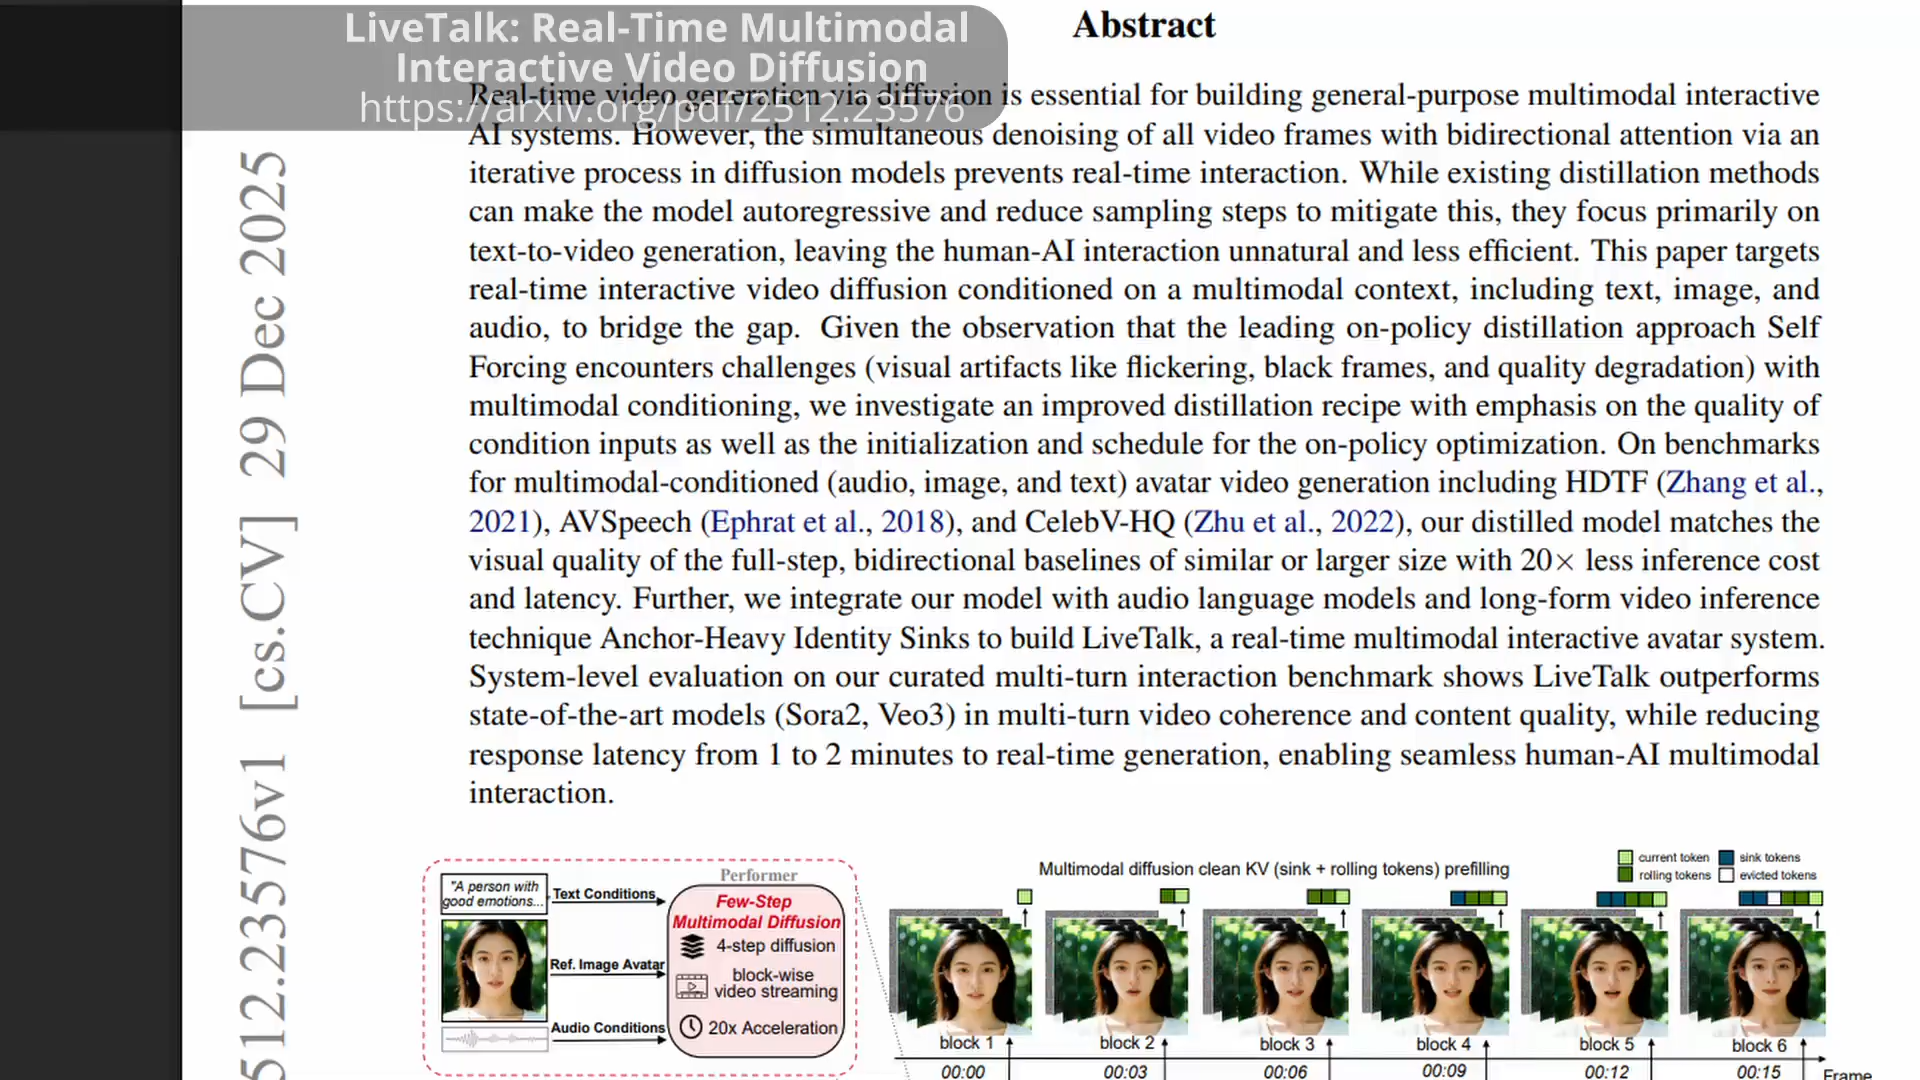 LiveTalk: Real-Time Multimodal
Interactive Video Diffusion
https://arxiv.org/pdf/2512.23576
512.23576v1 [cs.CV] 29 Dec 2025
Abstract
Real-time video generation via diffusion is essential for building general-purpose multimodal interactive
AI systems. However, the simultaneous denoising of all video frames with bidirectional attention via an
iterative process in diffusion models prevents real-time interaction. While existing distillation methods
can make the model autoregressive and reduce sampling steps to mitigate this, they focus primarily on
text-to-video generation, leaving the human-AI interaction unnatural and less efficient. This paper targets
real-time interactive video diffusion conditioned on a multimodal context, including text, image, and
audio, to bridge the gap. Given the observation that the leading on-policy distillation approach Self
Forcing encounters challenges (visual artifacts like flickering, black frames, and quality degradation) with
multimodal conditioning, we investigate an improved distillation recipe with emphasis on the quality of
condition inputs as well as the initialization and schedule for the on-policy optimization. On benchmarks
for multimodal-conditioned (audio, image, and text) avatar video generation including HDTF (Zhang et al.,
2021), AVSpeech (Ephrat et al., 2018), and CelebV-HQ (Zhu et al., 2022), our distilled model matches the
visual quality of the full-step, bidirectional baselines of similar or larger size with 20× less inference cost
and latency. Further, we integrate our model with audio language models and long-form video inference
technique Anchor-Heavy Identity Sinks to build LiveTalk, a real-time multimodal interactive avatar system.
System-level evaluation on our curated multi-turn interaction benchmark shows LiveTalk outperforms
state-of-the-art models (Sora2, Veo3) in multi-turn video coherence and content quality, while reducing
response latency from 1 to 2 minutes to real-time generation, enabling seamless human-AI multimodal
interaction.
"A person with
good emotions...
Text Conditions
Ref. Image Avatar
Audio Conditions
Performer
Few-Step
Multimodal Diffusion
4-step diffusion
block-wise
video streaming
20x Acceleration
Multimodal diffusion clean KV (sink + rolling tokens) prefilling
current token
sink tokens
rolling tokens
evicted tokens
block 1
block 2
block 3
block 4
block 5
block 6
00:00
00:03
00:06
00:09
00:12
00:15
Frame